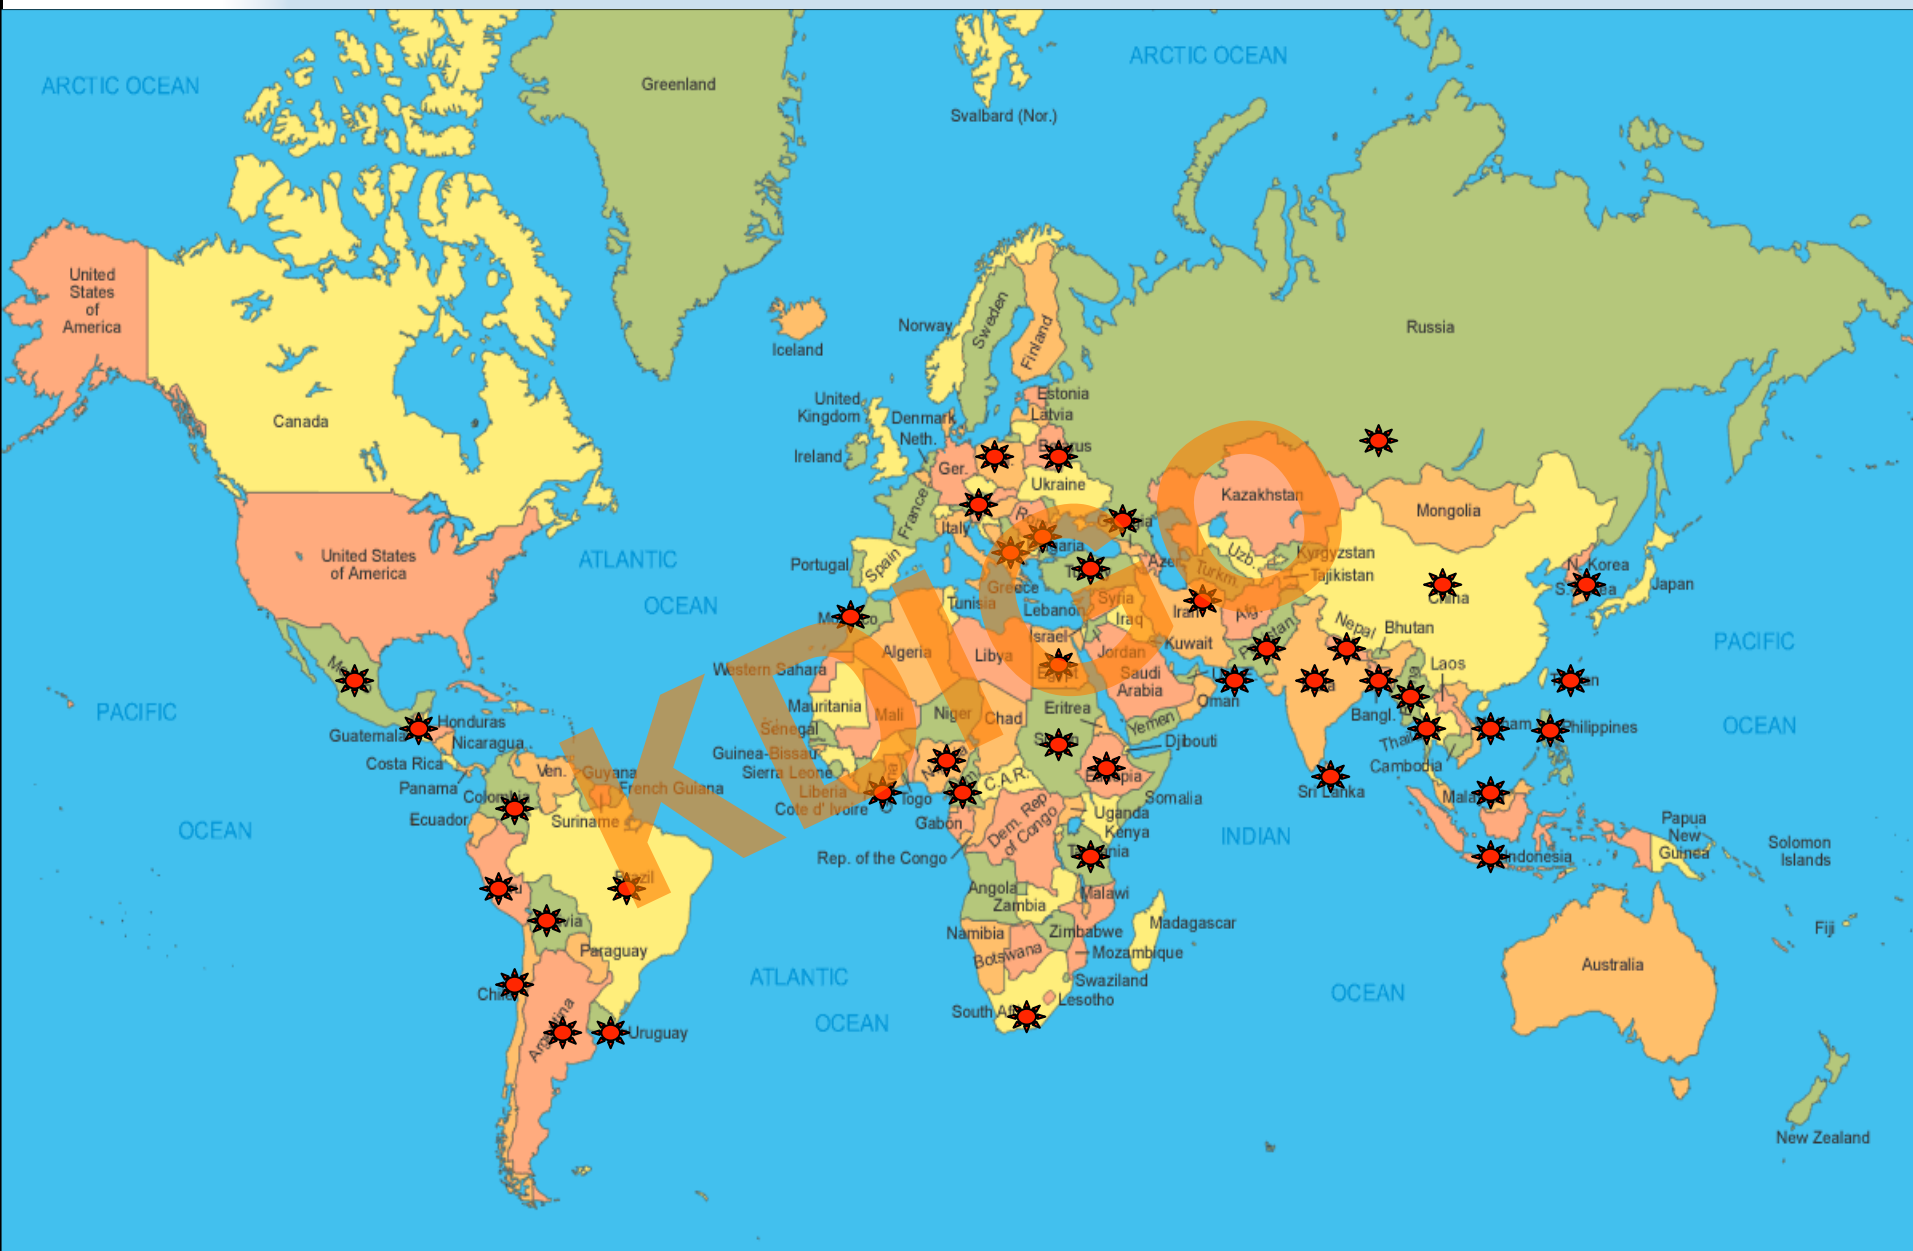 ARCTIC OCEAN
Greenland
ARCTIC OCEAN
Svalbard (Nor.)
United
States
of
America
Canada
Iceland
Norway
Sweden
Finland
Russia
Estonia
Latvia
United
Kingdom
Denmark
Neth.
Ireland
Ger.
Ukraine
France
Kazakhstan
Mongolia
Italy
Portugal
Spain
Uzb.
Kyrgyzstan
Turkm.
Tajikistan
N. Korea
Japan
China
United States
of America
ATLANTIC
OCEAN
Greece
Tunisia
Lebanon
Syria
Iraq
Iran
Afg.
Israel
Jordan
Kuwait
Nepal
Bhutan
PACIFIC
Algeria
Libya
Egypt
Western Sahara
Saudi
Arabia
Laos
Oman
PACIFIC
Mauritania
Mali
Niger
Chad
Eritrea
Yemen
Bangl.
OCEAN
Honduras
Guatemala
Nicaragua
Senegal
Guinea-Bissau
Sierra Leone
Djibouti
Philippines
Costa Rica
Panama
Ven.
Guyana
French Guiana
Liberia
Cote d' Ivoire
Togo
C.A.R.
Cambodia
Sri Lanka
Somalia
Ecuador
Suriname
Gabon
Uganda
Kenya
Dem. Rep.
of Congo
Rep. of the Congo
OCEAN
INDIAN
Papua
New
Guinea
Solomon
Islands
Indonesia
Brazil
Angola
Zambia
Malawi
Madagascar
Paraguay
Namibia
Zimbabwe
Botswana
Mozambique
Fiji
ATLANTIC
OCEAN
Swaziland
Lesotho
OCEAN
Australia
Uruguay
New Zealand
KDIGO